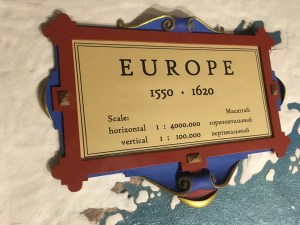 EUROPE
1550 • 1620
Scale: Масштаб:
horizontal 1 : 4000.000 горизонтальный
vertical 1 : 100.000 вертикальный